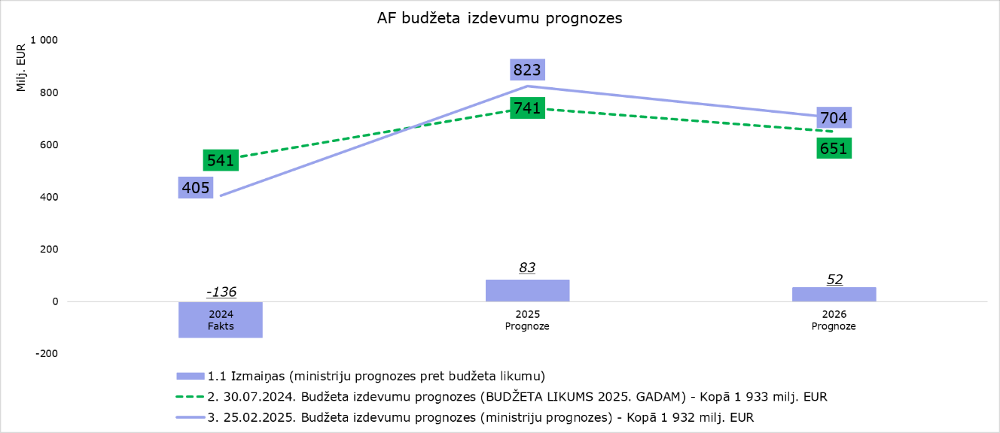 AF budžeta izdevumu prognozes
Milj. EUR
1 000
800
600
400
200
0
-200
541
405
823
741
704
651
-136
83
52
2024
Fakts
2025
Prognoze
2026
Prognoze
1.1 Izmaiņas (ministriju prognozes pret budžeta likumu)
2. 30.07.2024. Budžeta izdevumu prognozes (BUDŽETA LIKUMS 2025. GADAM) - Kopā 1 933 milj. EUR
3. 25.02.2025. Budžeta izdevumu prognozes (ministriju prognozes) - Kopā 1 932 milj. EUR